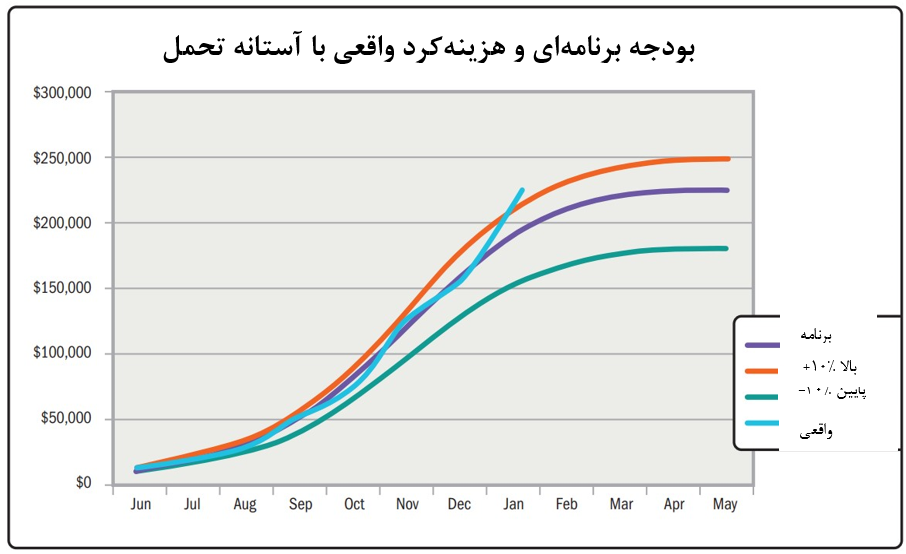 بودجه برنامه‌ای و هزینه‌کرد واقعی با آستانه تحمل
$300,000
$250,000
$200,000
$150,000
$100,000
$50,000
$0
Jun Jul Aug Sep Oct Nov Dec Jan Feb Mar Apr May
برنامه
بالا ۱۰٪+
پایین ۱۰٪-
واقعی